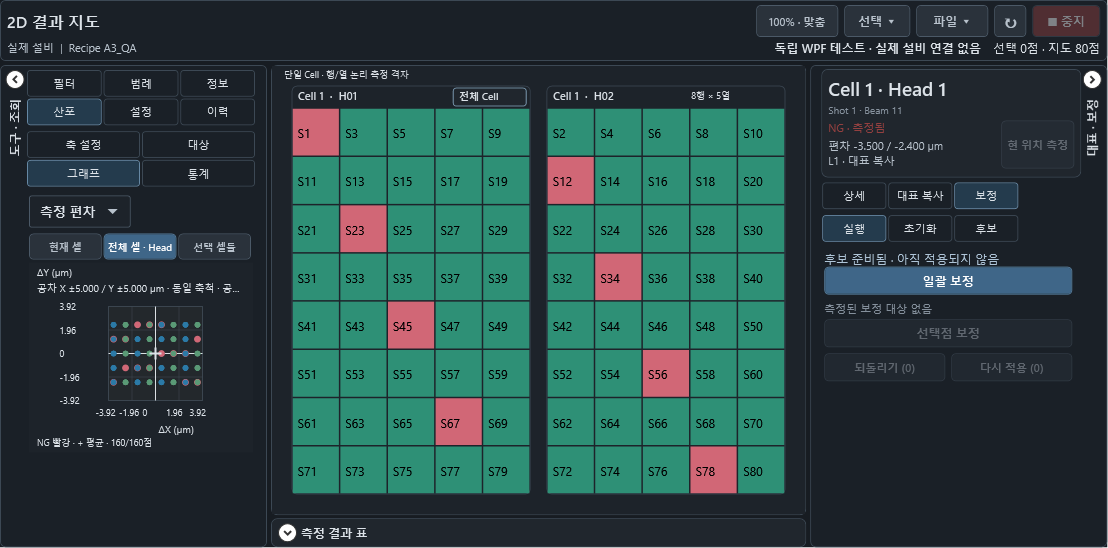 2D 결과 지도
100% · 맞춤
선택 ▾
파일 ▾
↻
■ 중지
실제 설비 | Recipe A3_QA
독립 WPF 테스트 · 실제 설비 연결 없음 선택 0점 · 지도 80점
도구 · 조회
필터 범례 정보
산포 설정 이력
축 설정 대상
그래프 통계
측정 편차
현재 셀 전체 셀 · Head 선택 셀들
ΔY (μm)
공차 X ±5.000 / Y ±5.000 μm · 동일 축척 · 공...
3.92
1.96
0
-1.96
-3.92
-3.92 -1.96 0 1.96 3.92
ΔX (μm)
NG 빨강 · + 평균 · 160/160점
단일 Cell · 행/열 논리 측정 격자
Cell 1 · H01 전체 Cell
S1 S3 S5 S7 S9
S11 S13 S15 S17 S19
S21 S23 S25 S27 S29
S31 S33 S35 S37 S39
S41 S43 S45 S47 S49
S51 S53 S55 S57 S59
S61 S63 S65 S67 S69
S71 S73 S75 S77 S79
Cell 1 · H02 8행 × 5열
S2 S4 S6 S8 S10
S12 S14 S16 S18 S20
S22 S24 S26 S28 S30
S32 S34 S36 S38 S40
S42 S44 S46 S48 S50
S52 S54 S56 S58 S60
S62 S64 S66 S68 S70
S72 S74 S76 S78 S80
측정 결과 표
Cell 1 · Head 1
Shot 1 · Beam 11
NG · 측정됨
편차 -3.500 / -2.400 μm
L1 · 대표 복사
현 위치 측정
대표 · 보정
상세 대표 복사 보정
실행 초기화 후보
후보 준비됨 · 아직 적용되지 않음
일괄 보정
측정된 보정 대상 없음
선택점 보정
되돌리기 (0) 다시 적용 (0)